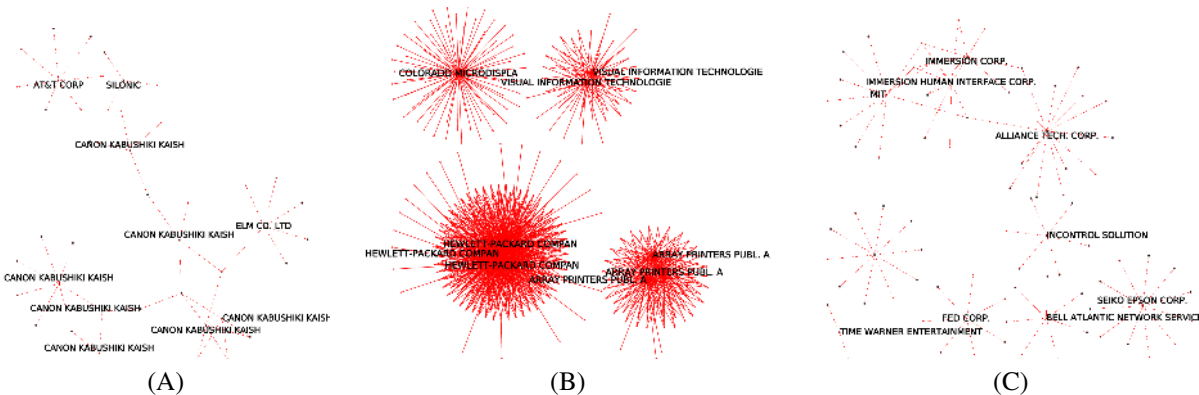 AT&T CORP
SILONIC
CANON KABUSHIKI KAISH
CANON KABUSHIKI KAISH
ELM CO. LTD
CANON KABUSHIKI KAISH
CANON KABUSHIKI KAISH
CANON KABUSHIKI KAISH
CANON KABUSHIKI KAISH
CANON KABUSHIKI KAISH
(A)
COLORADO MICRODISPLA
VISUAL INFORMATION TECHNOLOGIE
VISUAL INFORMATION TECHNOLOGIE
HEWLETT-PACKARD COMPAN
HEWLETT-PACKARD COMPAN
HEWLETT-PACKARD COMPAN
ARRAY PRINTERS PUBL. A
ARRAY PRINTERS PUBL. A
ARRAY PRINTERS PUBL. A
(B)
IMMERSION CORP.
IMMERSION HUMAN INTERFACE CORP.
MIT
ALLIANCE TECH. CORP.
INCONTROL SOLUTION
SEIKO EPSON CORP.
FED CORP.
BELL ATLANTIC NETWORK SERVIC
TIME WARNER ENTERTAINMENT
(C)